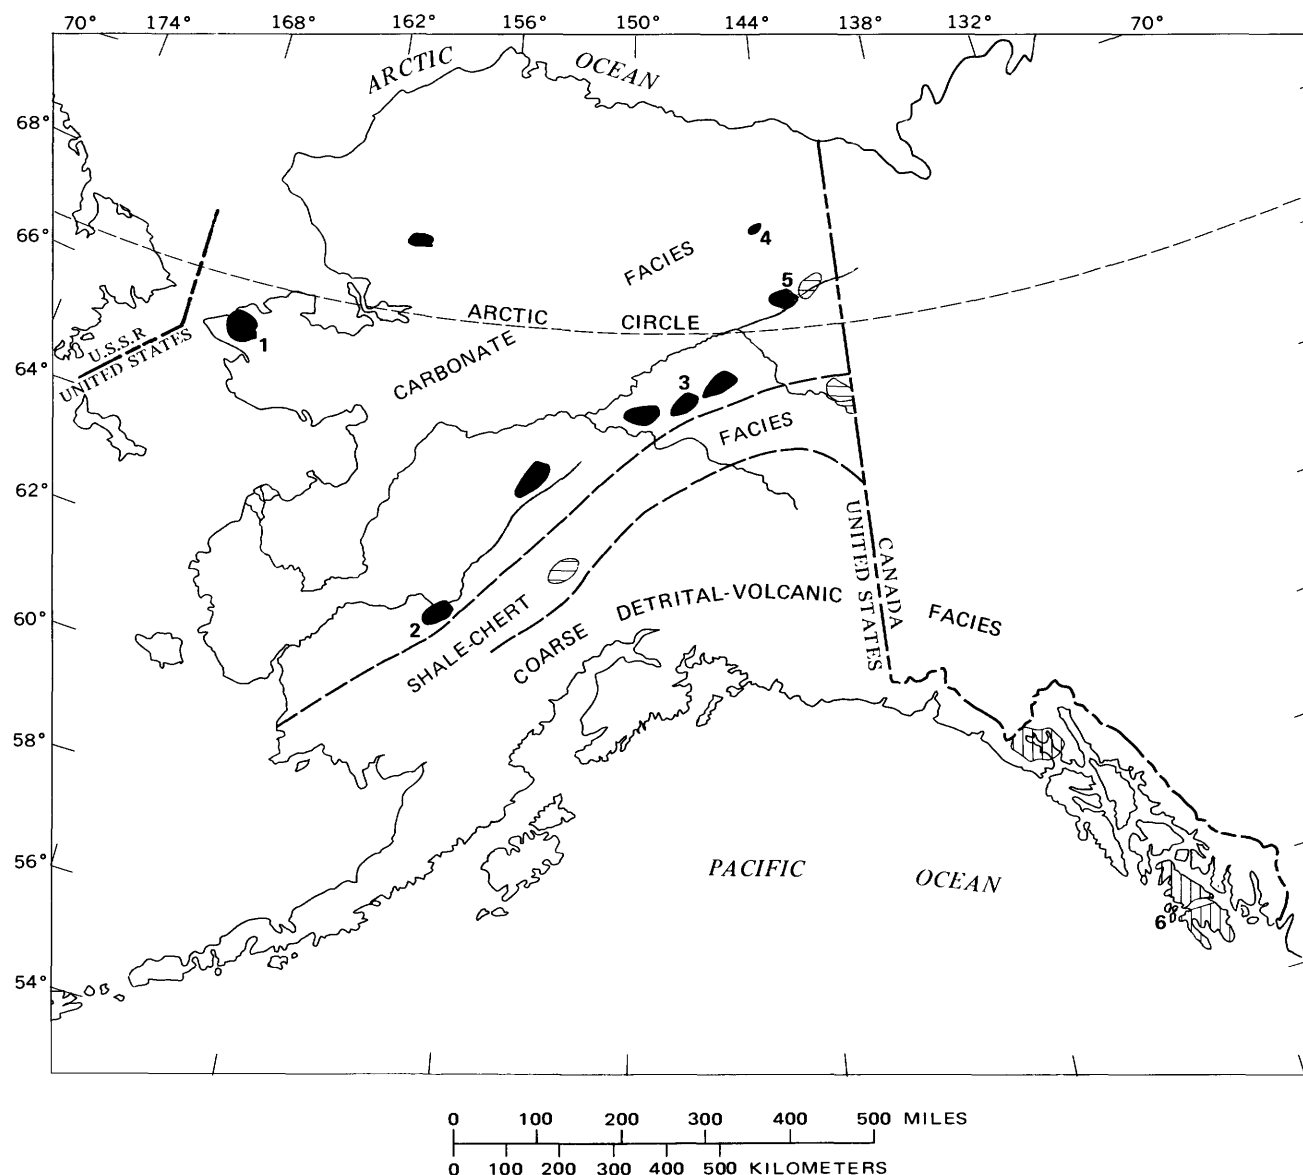 70° 174° 168° 162° 156° 150° 144° 138° 132° 70°
ARCTIC OCEAN
68°
66°
4
FACIES
5
ARCTIC CIRCLE
U.S.S.R
UNITED STATES
1
64°
CARBONATE
3
FACIES
62°
UNITED STATES
CANADA
60°
2
SHALE-CHERT
COARSE DETRITAL-VOLCANIC FACIES
58°
56°
PACIFIC OCEAN
6
54°
0 100 200 300 400 500 MILES
0 100 200 300 400 500 KILOMETERS